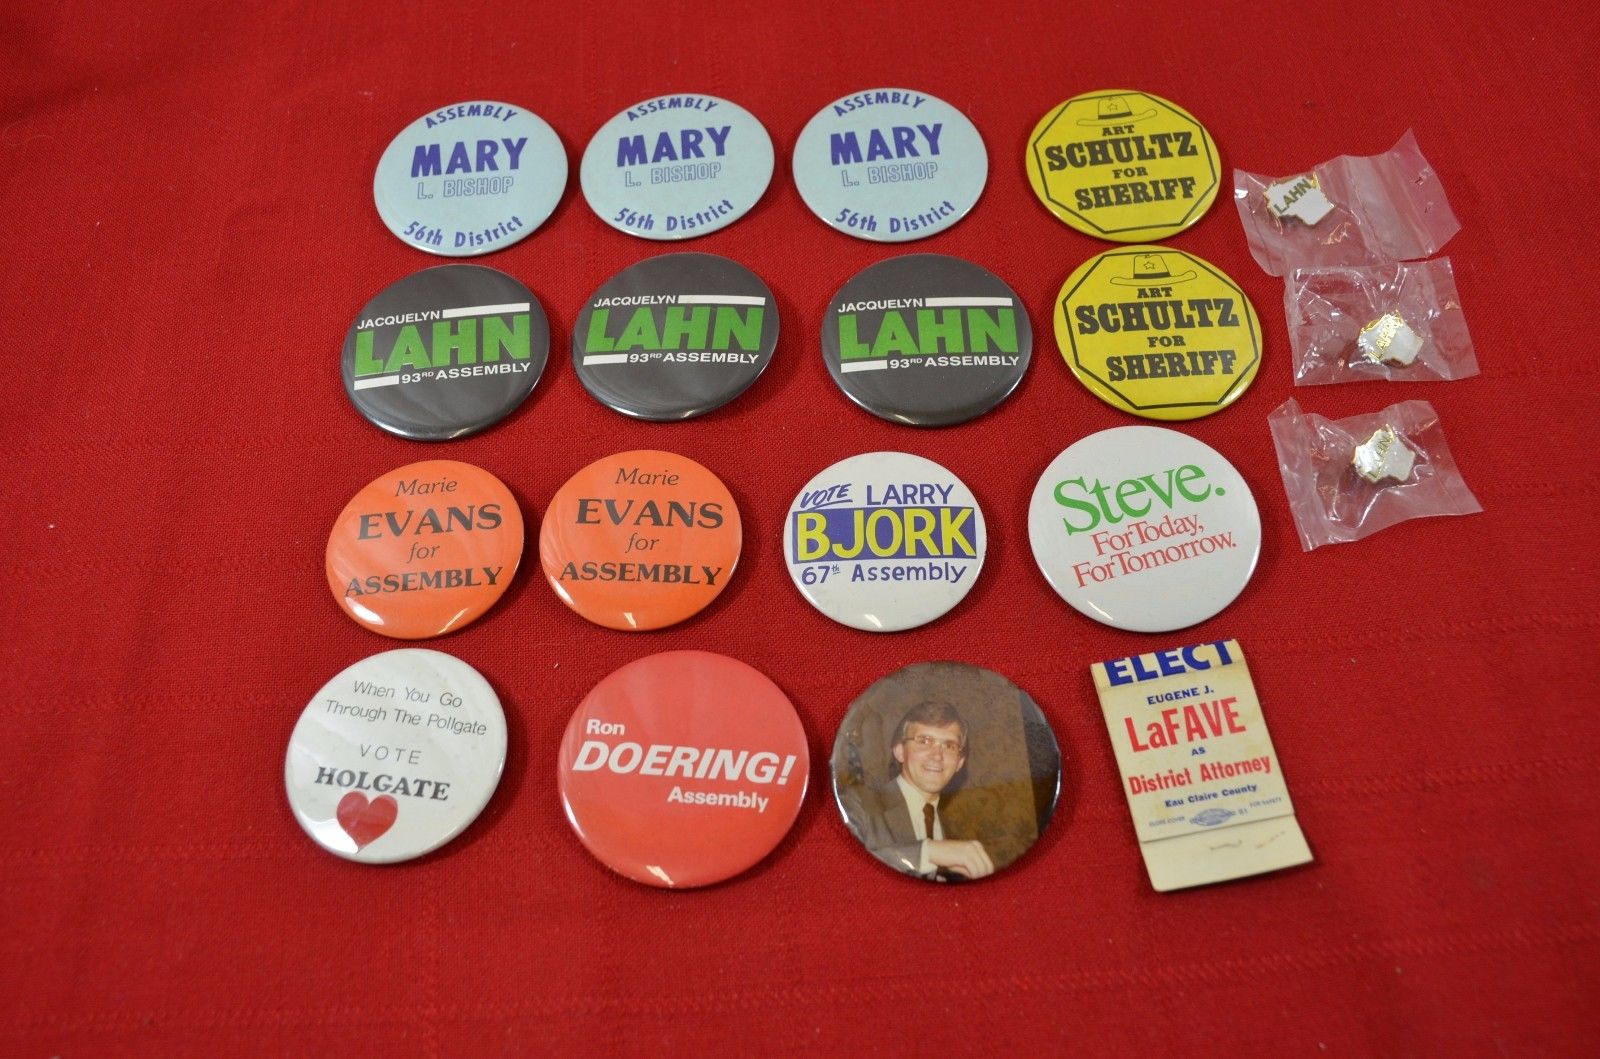 ASSEMBLY
MARY
L. BISHOP
56th District
ASSEMBLY
MARY
L. BISHOP
56th District
ASSEMBLY
MARY
L. BISHOP
56th District
ART
SCHULTZ
FOR
SHERIFF
LAHN
JACQUELYN
LAHN
93RD ASSEMBLY
JACQUELYN
LAHN
93RD ASSEMBLY
JACQUELYN
LAHN
93RD ASSEMBLY
ART
SCHULTZ
FOR
SHERIFF
LAHN
Marie
EVANS
for
ASSEMBLY
Marie
EVANS
for
ASSEMBLY
VOTE LARRY
BJORK
67th Assembly
Steve.
For Today,
For Tomorrow.
When You Go
Through The Pollgate
VOTE
HOLGATE
Ron
DOERING!
Assembly
ELECT
EUGENE J.
LaFAVE
AS
District Attorney
Eau Claire County
CLOSE COVER FOR SAFETY